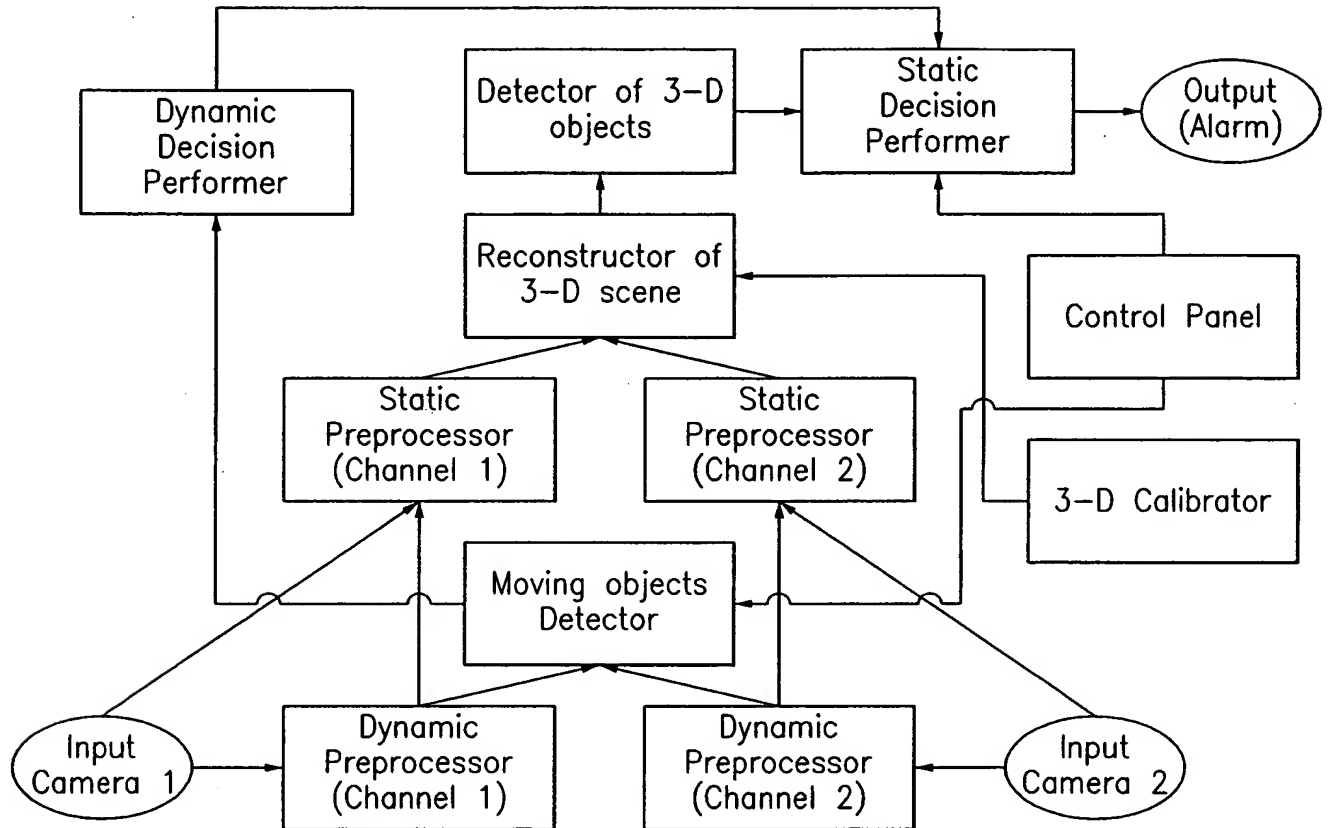 Dynamic
Decision
Performer
Detector of 3-D
objects
Static
Decision
Performer
Output
(Alarm)
Reconstructor of
3-D scene
Control Panel
Static
Preprocessor
(Channel 1)
Static
Preprocessor
(Channel 2)
3-D Calibrator
Moving objects
Detector
Input
Camera 1
Dynamic
Preprocessor
(Channel 1)
Dynamic
Preprocessor
(Channel 2)
Input
Camera 2